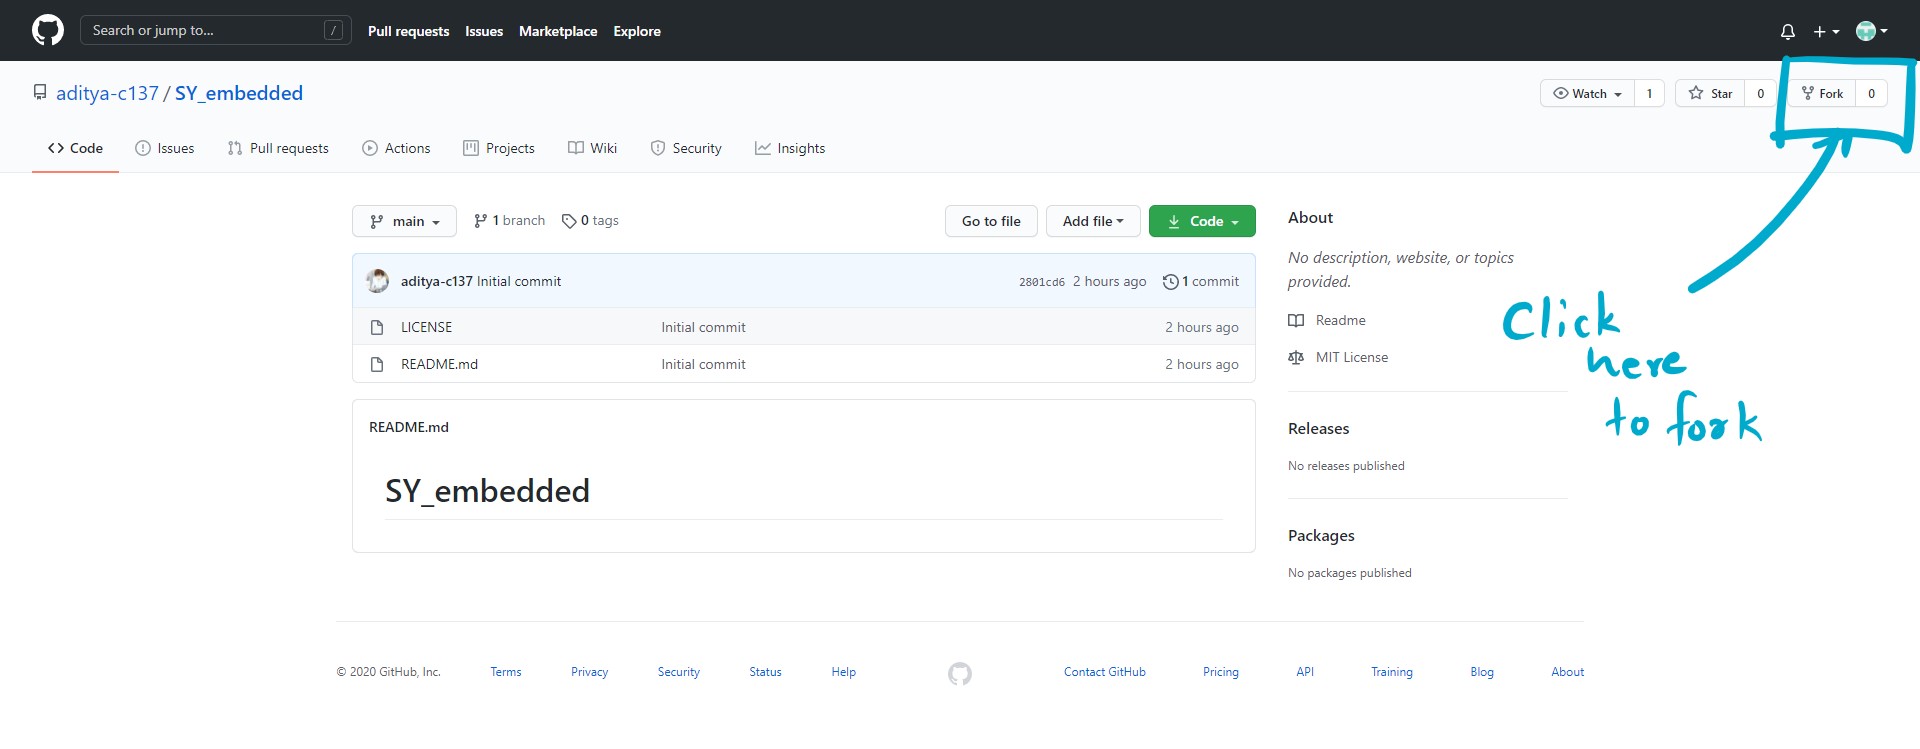 Search or jump to... /
Pull requests Issues Marketplace Explore
aditya-c137 / SY_embedded
Watch 1 Star 0 Fork 0
Code Issues Pull requests Actions Projects Wiki Security Insights
main 1 branch 0 tags Go to file Add file Code
aditya-c137 Initial commit 2801cd6 2 hours ago 1 commit
LICENSE Initial commit 2 hours ago
README.md Initial commit 2 hours ago
README.md
SY_embedded
About
No description, website, or topics
provided.
Readme
MIT License
Releases
No releases published
Packages
No packages published
Click
here
to fork
© 2020 GitHub, Inc. Terms Privacy Security Status Help Contact GitHub Pricing API Training Blog About